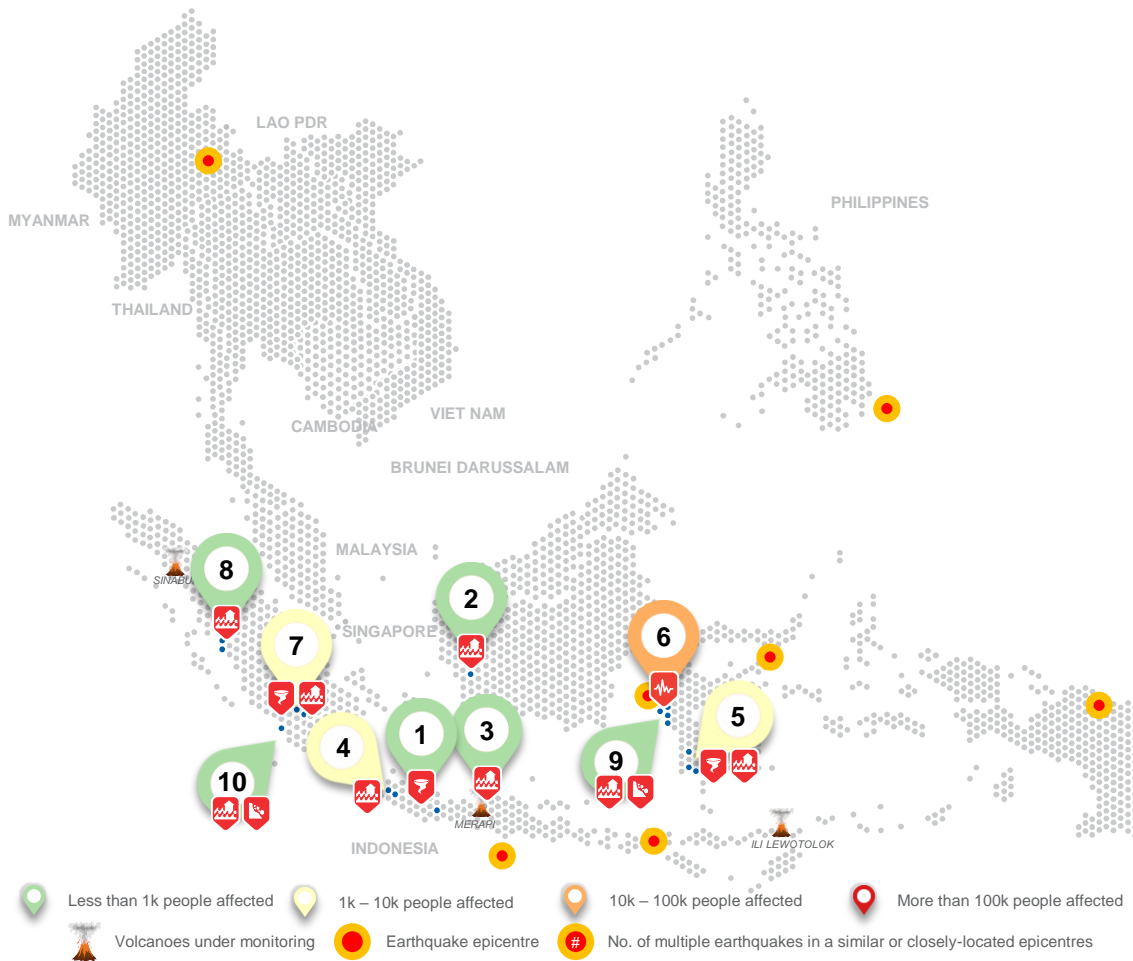 LAO PDR
MYANMAR
PHILIPPINES
THAILAND
VIET NAM
CAMBODIA
BRUNEI DARUSSALAM
MALAYSIA
8
2
SINABU
SINGAPORE
7
6
5
1
3
4
9
10
MERAPI
INDONESIA
ILI LEWOTOLOK
Less than 1k people affected
1k – 10k people affected
10k – 100k people affected
More than 100k people affected
Volcanoes under monitoring
Earthquake epicentre
#
No. of multiple earthquakes in a similar or closely-located epicentres